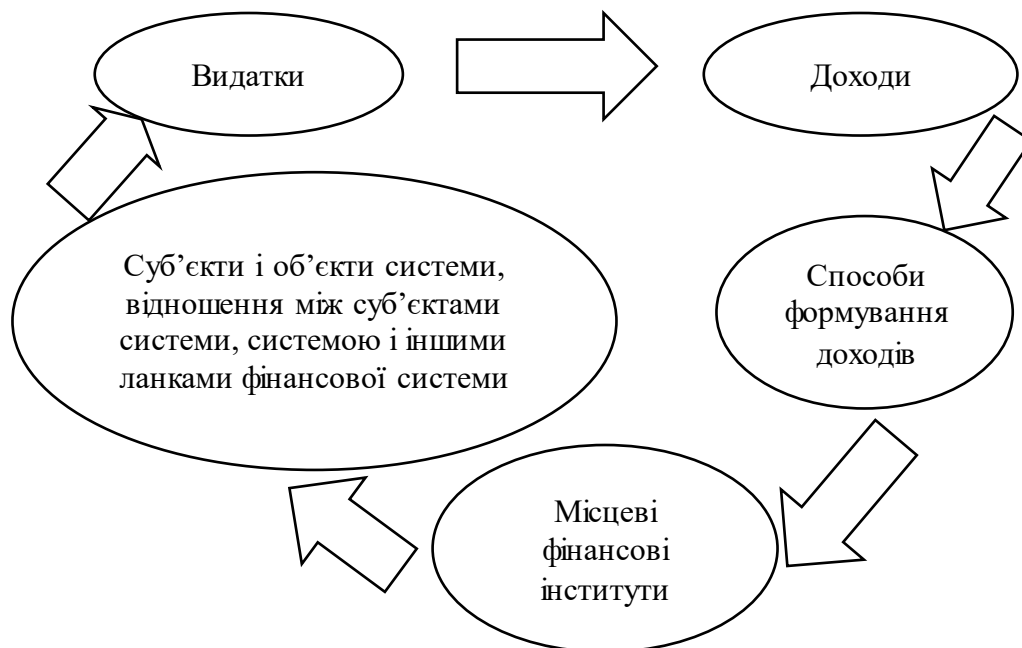 Видатки
Доходи
Суб’єкти і об’єкти системи,
відношення між суб’єктами
системи, системою і іншими
ланками фінансової системи
Способи
формування
доходів
Місцеві
фінансові
інститути